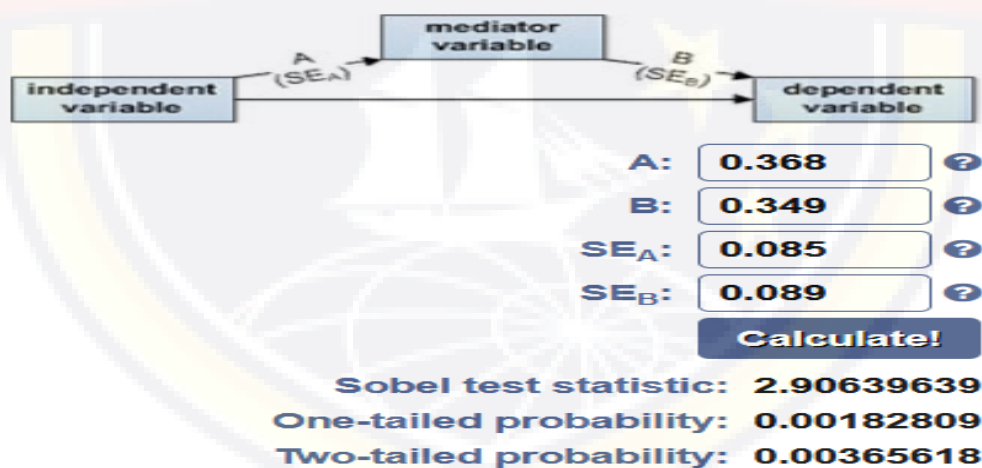 mediator
variable
A
(SEA)
B
(SEB)
independent
variable
dependent
variable
A: 0.368 ?
B: 0.349 ?
SEA: 0.085 ?
SEB: 0.089 ?
Calculate!
Sobel test statistic: 2.90639639
One-tailed probability: 0.00182809
Two-tailed probability: 0.00365618